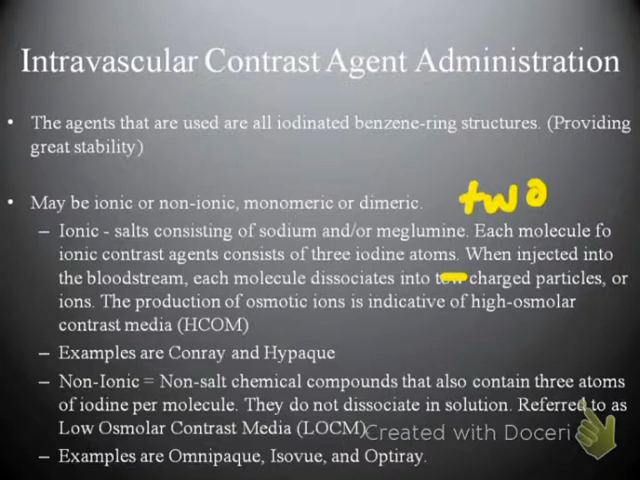 Intravascular Contrast Agent Administration
• The agents that are used are all iodinated benzene-ring structures. (Providing
great stability)
• May be ionic or non-ionic, monomeric or dimeric.
two
– Ionic - salts consisting of sodium and/or meglumine. Each molecule fo
ionic contrast agents consists of three iodine atoms. When injected into
the bloodstream, each molecule dissociates into tow charged particles, or
ions. The production of osmotic ions is indicative of high-osmolar
contrast media (HCOM)
– Examples are Conray and Hypaque
– Non-Ionic = Non-salt chemical compounds that also contain three atoms
of iodine per molecule. They do not dissociate in solution. Referred to as
Low Osmolar Contrast Media (LOCM)
Created with Doceri
– Examples are Omnipaque, Isovue, and Optiray.